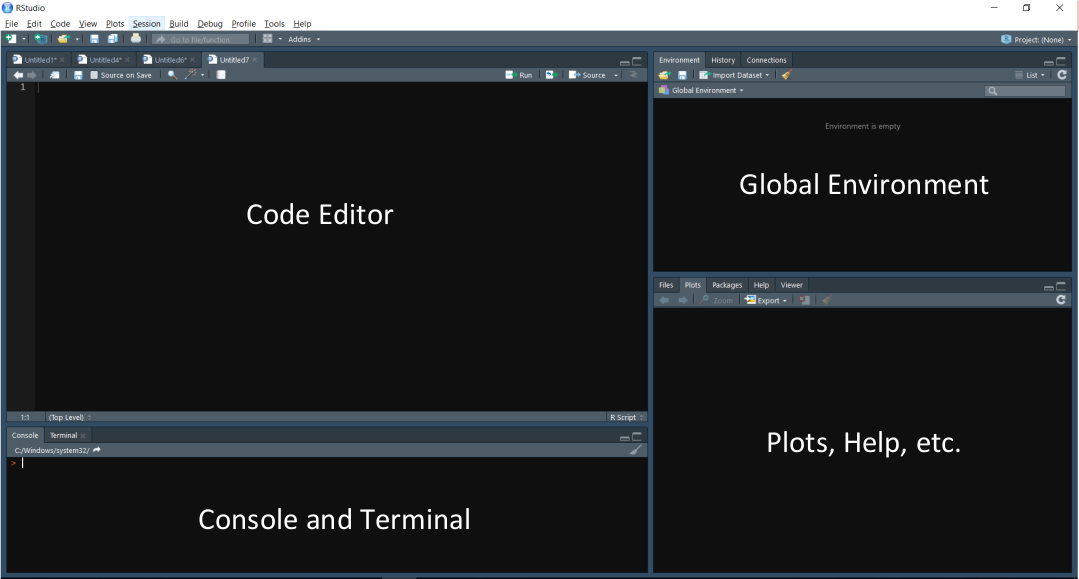 RStudio
File Edit Code View Plots Session Build Debug Profile Tools Help
Go to file/function Addins Project: (None)
Untitled1* Untitled4* Untitled6* Untitled7
Source on Save Run Source
1
Code Editor
1:1 (Top Level) R Script
Console Terminal
C:/Windows/system32/
>
Console and Terminal
Environment History Connections
Import Dataset List
Global Environment
Environment is empty
Global Environment
Files Plots Packages Help Viewer
Zoom Export
Plots, Help, etc.